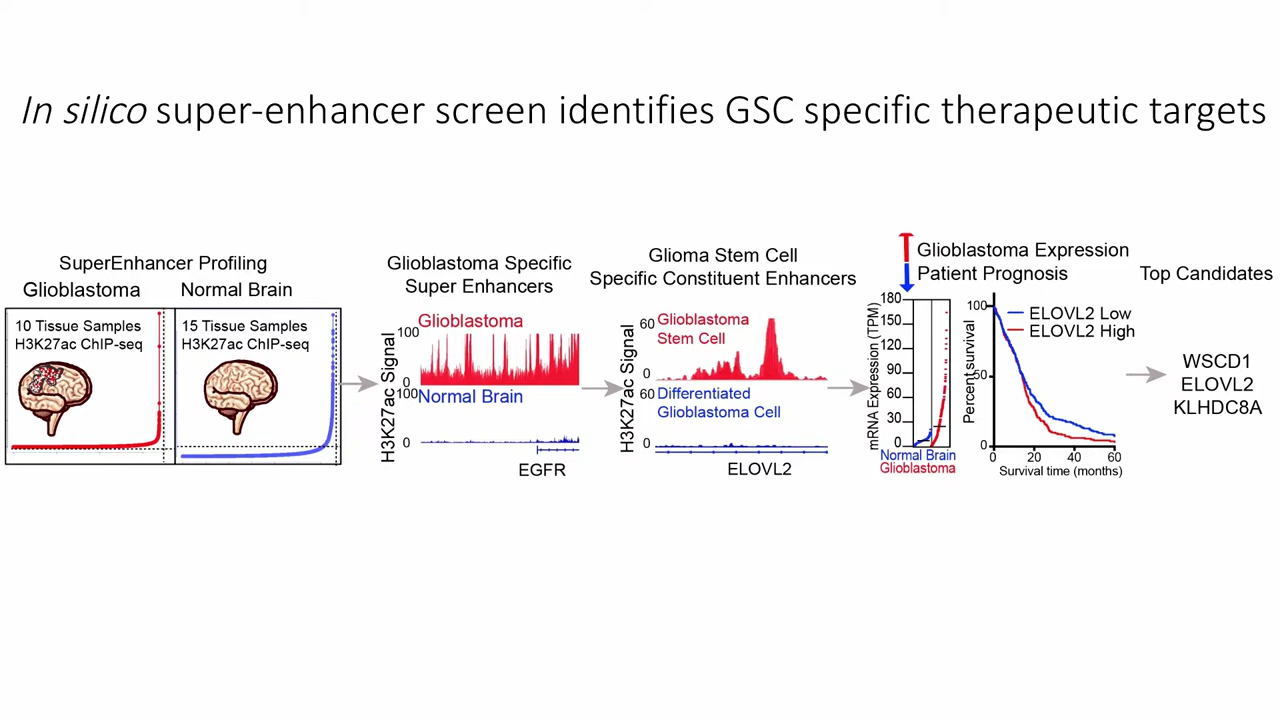 In silico super-enhancer screen identifies GSC specific therapeutic targets
SuperEnhancer Profiling
Glioblastoma
Normal Brain
10 Tissue Samples
H3K27ac ChIP-seq
15 Tissue Samples
H3K27ac ChIP-seq
Glioblastoma Specific
Super Enhancers
H3K27ac Signal
100
Glioblastoma
0
100
Normal Brain
0
EGFR
Glioma Stem Cell
Specific Constituent Enhancers
H3K27ac Signal
60
Glioblastoma
Stem Cell
0
60
Differentiated
Glioblastoma Cell
0
ELOVL2
Glioblastoma Expression
Patient Prognosis
mRNA Expression (TPM)
180
150
120
90
60
30
0
Normal Brain
Glioblastoma
Percent survival
100
50
0
ELOVL2 Low
ELOVL2 High
0 20 40 60
Survival time (months)
Top Candidates
WSCD1
ELOVL2
KLHDC8A